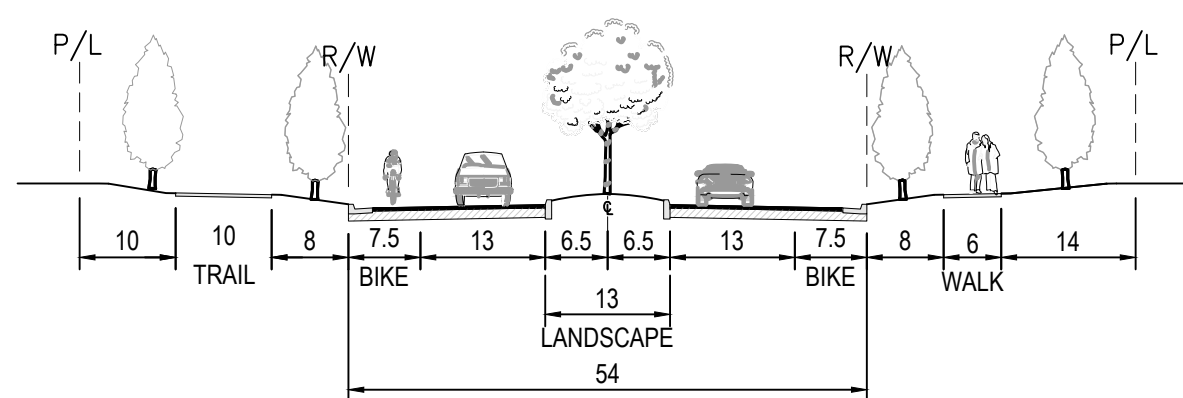 P/L
R/W
R/W
P/L
℄
10
10
8
7.5
13
6.5
6.5
13
7.5
8
6
14
TRAIL
BIKE
BIKE
WALK
13
LANDSCAPE
54